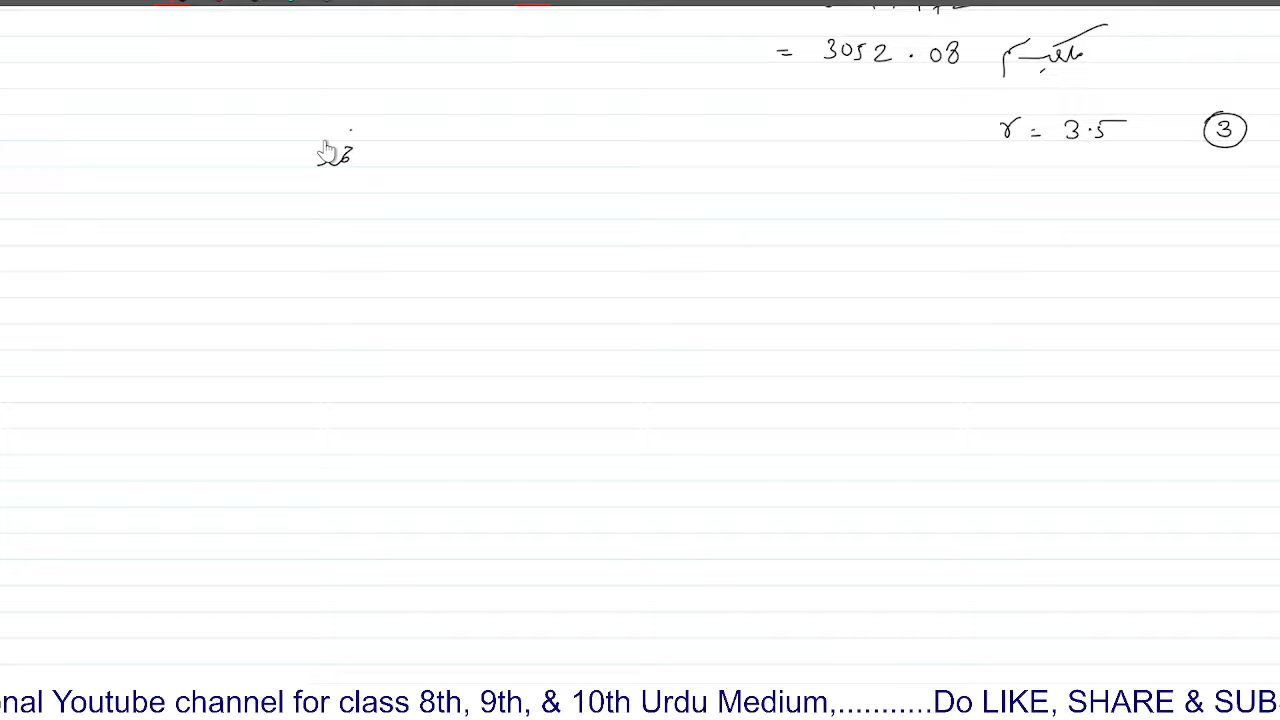 = 3052.08 مکعب سم
r = 3.5 ③
onal Youtube channel for class 8th, 9th, & 10th Urdu Medium,...........Do LIKE, SHARE & SUB